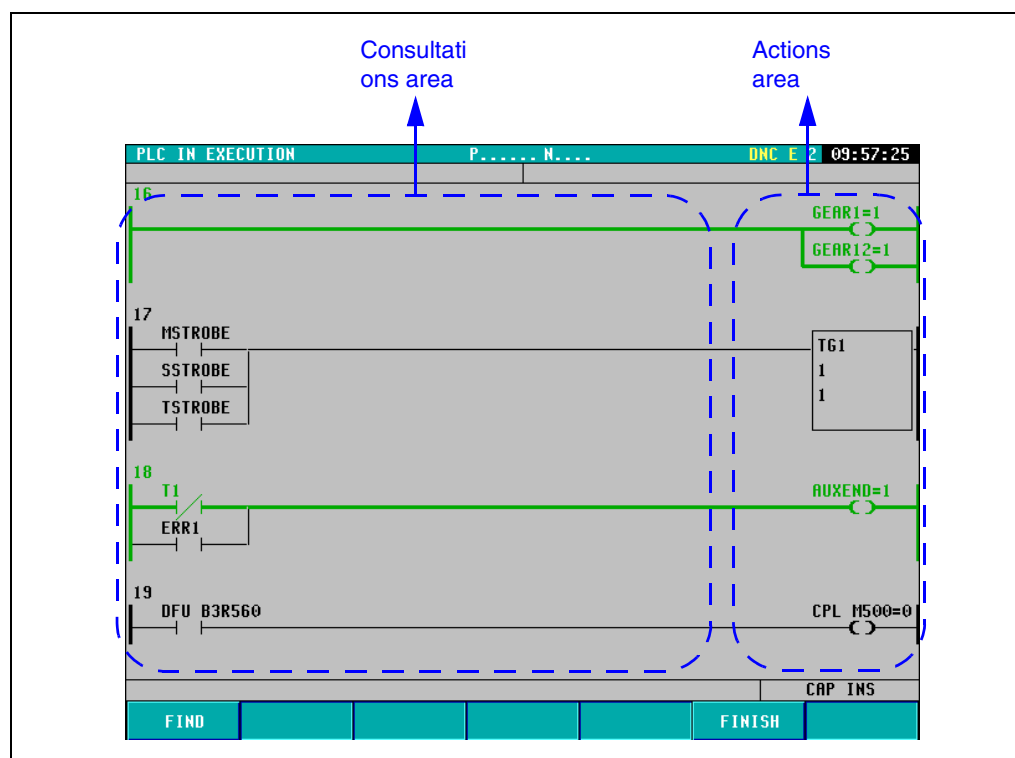 Consultati
ons area
Actions
area
PLC IN EXECUTION P...... N.... DNC E 2 09:57:25
16
GEAR1=1
GEAR12=1
17
MSTROBE
TG1
SSTROBE
1
TSTROBE
1
18
T1
AUXEND=1
ERR1
19
DFU B3R560
CPL M500=0
CAP INS
FIND
FINISH